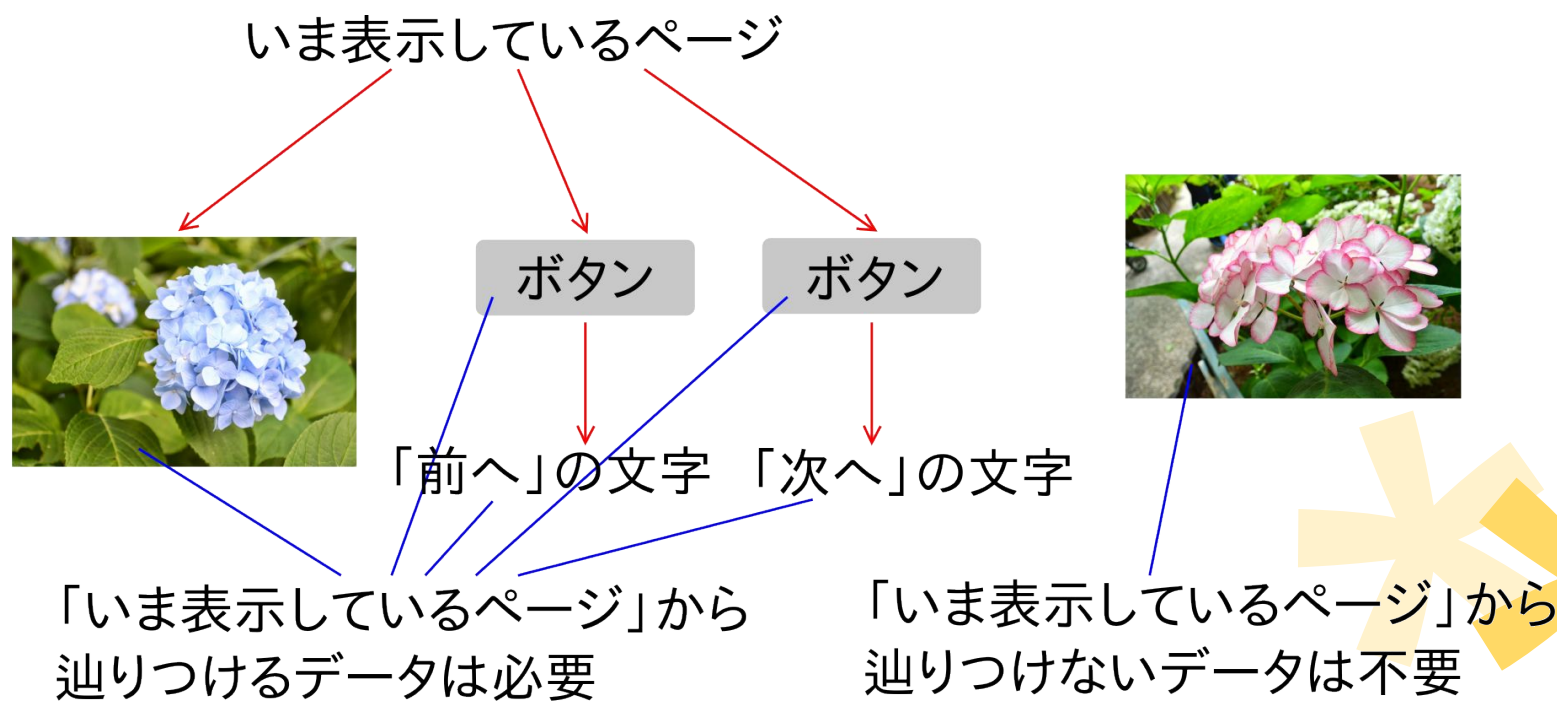 いま表示しているページ
ボタン
ボタン
「前へ」の文字
「次へ」の文字
「いま表示しているページ」から
辿りつけるデータは必要
「いま表示しているページ」から
辿りつけないデータは不要